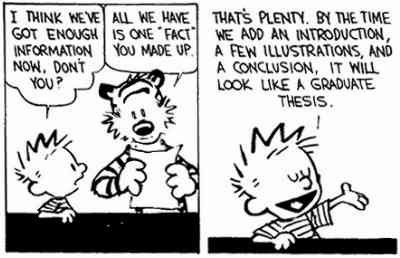 I THINK WE'VE
GOT ENOUGH
INFORMATION
NOW, DON'T
YOU?
ALL WE HAVE
IS ONE "FACT"
YOU MADE UP.
THAT'S PLENTY. BY THE TIME
WE ADD AN INTRODUCTION,
A FEW ILLUSTRATIONS, AND
A CONCLUSION, IT WILL
LOOK LIKE A GRADUATE
THESIS.